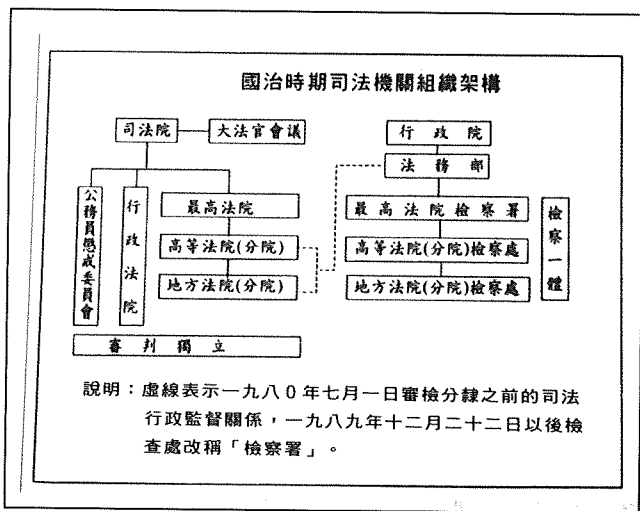 國治時期司法機關組織架構
司法院
大法官會議
公務員懲戒委員會
行政法院
最高法院
高等法院(分院)
地方法院(分院)
審判獨立
行政院
法務部
最高法院檢察署
高等法院(分院)檢察處
地方法院(分院)檢察處
檢察一體
說明：虛線表示一九八0年七月一日審檢分隸之前的司法
行政監督關係，一九八九年十二月二十二日以後檢
查處改稱「檢察署」。